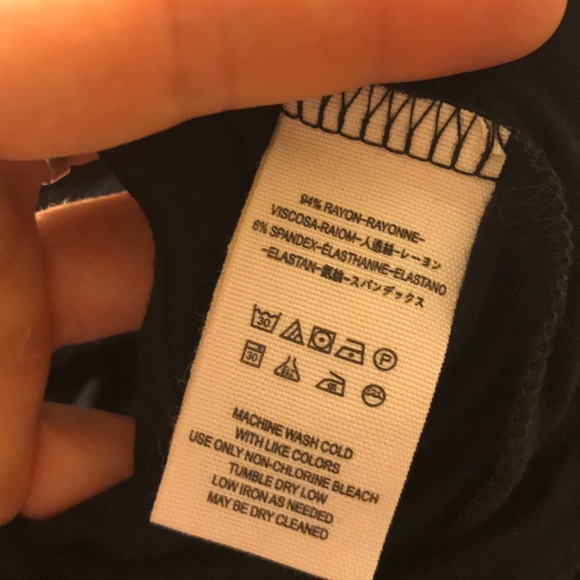 94% RAYON-RAYONNE-
VISCOSA-RAIOM-人造絲-レーヨン
6% SPANDEX-ÉLASTHANNE-ELASTANO
-ELASTAN-スパンデックス
30 P
30
MACHINE WASH COLD
WITH LIKE COLORS
USE ONLY NON-CHLORINE BLEACH
TUMBLE DRY LOW
LOW IRON AS NEEDED
MAY BE DRY CLEANED